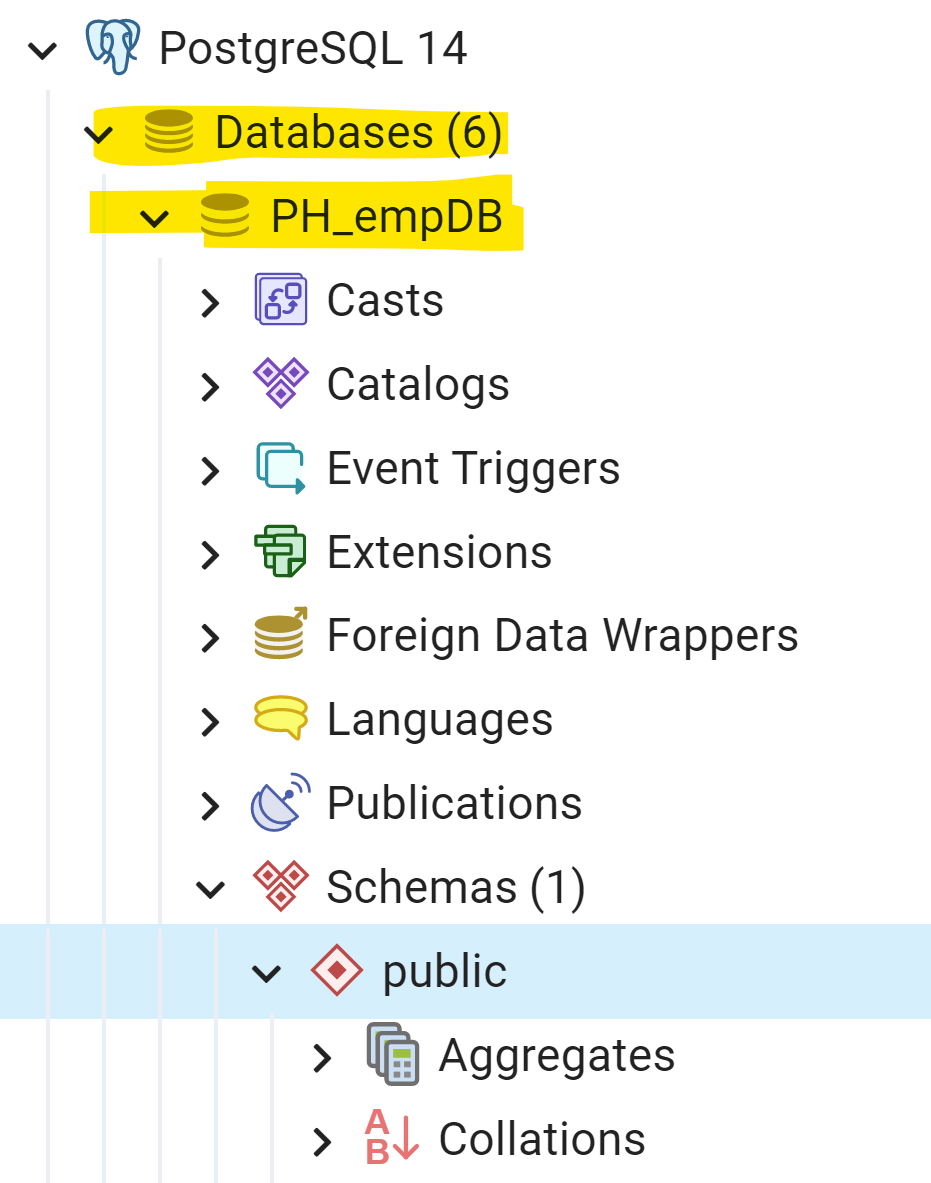 PostgreSQL 14
Databases (6)
PH_empDB
Casts
Catalogs
Event Triggers
Extensions
Foreign Data Wrappers
Languages
Publications
Schemas (1)
public
Aggregates
A
B
Collations